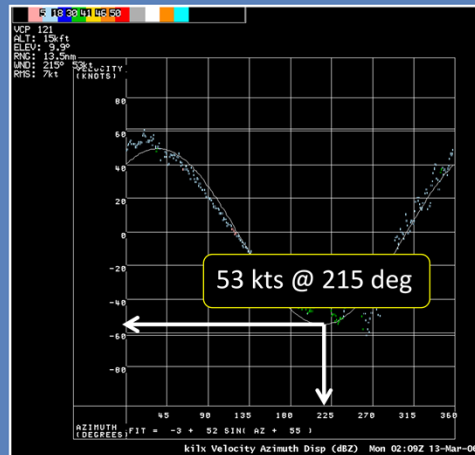 5 18 30 41 46 50
VCP 121
ALT: 15kft
ELEV: 9.9°
RNG: 13.5nm
WND: 215° 53kt
RMS: 7kt
VELOCITY
(KNOTS)
80
60
40
20
0
-20
-40
-60
-80
53 kts @ 215 deg
45 90 135 180 225 270 315 360
AZIMUTH
(DEGREES) FIT = -3 + 52 SIN( AZ + 55 )
kilx Velocity Azimuth Disp (dBZ) Mon 02:09Z 13-Mar-0